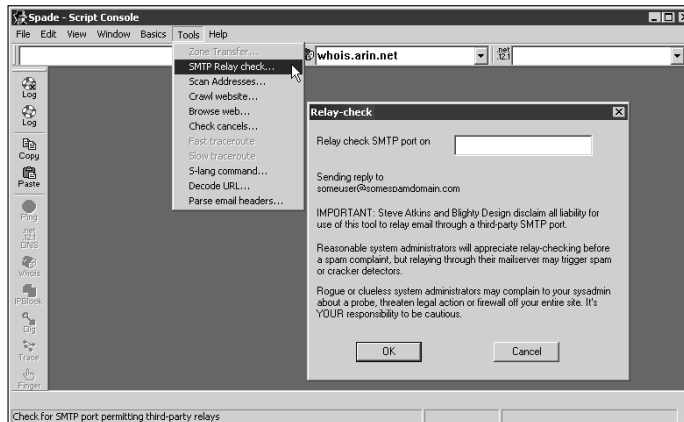 Spade - Script Console
File Edit View Window Basics Tools Help
whois.arin.net
.net
.12.1
Zone Transfer...
SMTP Relay check...
Scan Addresses...
Crawl website...
Browse web...
Check cancels...
Fast traceroute
Slow traceroute
S-lang command...
Decode URL...
Parse email headers...
Log
Log
Copy
Paste
Ping
.net
.12.1
DNS
Whois
IPBlock
Dig
Trace
Finger
Relay-check
Relay check SMTP port on
Sending reply to
someuser@somespamdomain.com
IMPORTANT: Steve Atkins and Blighty Design disclaim all liability for
use of this tool to relay email through a third-party SMTP port.
Reasonable system administrators will appreciate relay-checking before
a spam complaint, but relaying through their mailserver may trigger spam
or cracker detectors.
Rogue or clueless system administrators may complain to your sysadmin
about a probe, threaten legal action or firewall off your entire site. It's
YOUR responsibility to be cautious.
OK Cancel
Check for SMTP port permitting third-party relays